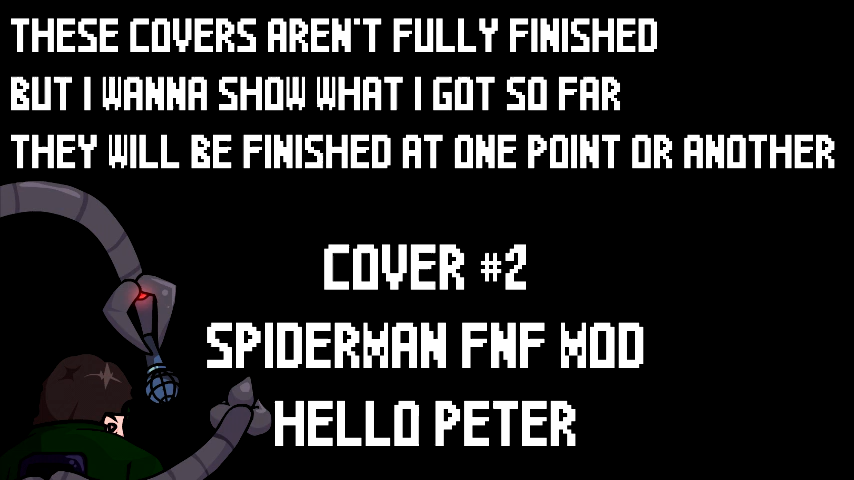 THESE COVERS AREN'T FULLY FINISHED
BUT I WANNA SHOW WHAT I GOT SO FAR
THEY WILL BE FINISHED AT ONE POINT OR ANOTHER
COVER #2
SPIDERMAN FNF MOD
HELLO PETER